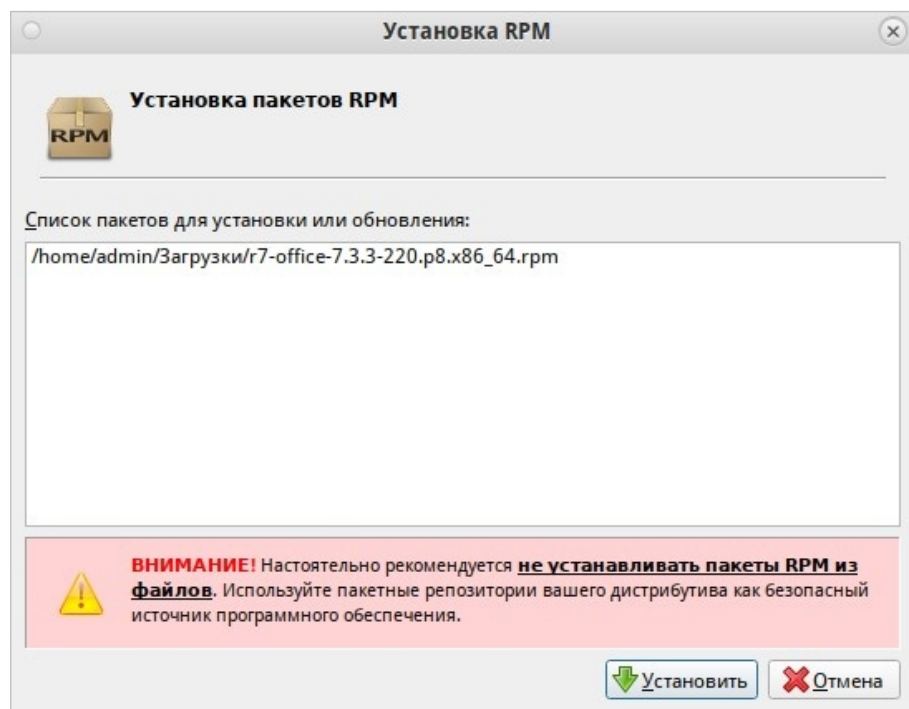 Установка RPM
Установка пакетов RPM
RPM
Список пакетов для установки или обновления:
/home/admin/Загрузки/r7-office-7.3.3-220.p8.x86_64.rpm
ВНИМАНИЕ! Настоятельно рекомендуется не устанавливать пакеты RPM из
файлов. Используйте пакетные репозитории вашего дистрибутива как безопасный
источник программного обеспечения.
Установить
Отмена